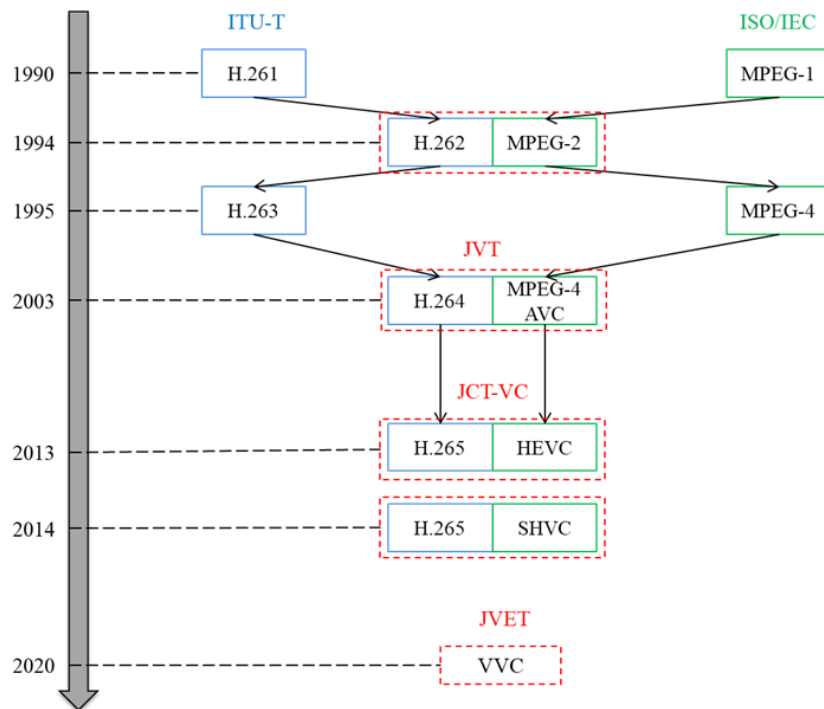 ITU-T
ISO/IEC
1990
H.261
MPEG-1
1994
H.262
MPEG-2
1995
H.263
MPEG-4
JVT
2003
H.264
MPEG-4
AVC
JCT-VC
2013
H.265
HEVC
2014
H.265
SHVC
JVET
2020
VVC